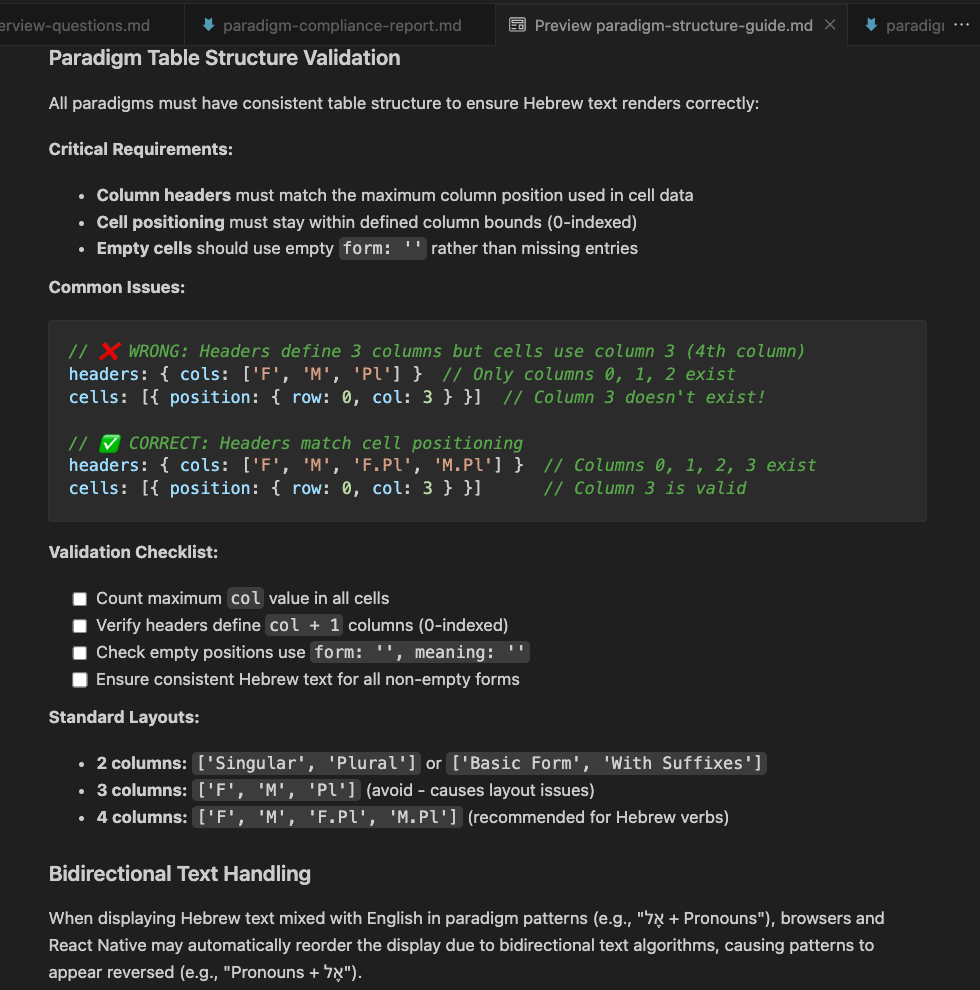 erview-questions.md
paradigm-compliance-report.md
Preview paradigm-structure-guide.md
paradigr
Paradigm Table Structure Validation
All paradigms must have consistent table structure to ensure Hebrew text renders correctly:
Critical Requirements:
• Column headers must match the maximum column position used in cell data
• Cell positioning must stay within defined column bounds (0-indexed)
• Empty cells should use empty form: '' rather than missing entries
Common Issues:
// ❌ WRONG: Headers define 3 columns but cells use column 3 (4th column)
headers: { cols: ['F', 'M', 'Pl'] }  // Only columns 0, 1, 2 exist
cells: [{ position: { row: 0, col: 3 } }]  // Column 3 doesn't exist!
// ✅ CORRECT: Headers match cell positioning
headers: { cols: ['F', 'M', 'F.Pl', 'M.Pl'] }  // Columns 0, 1, 2, 3 exist
cells: [{ position: { row: 0, col: 3 } }]      // Column 3 is valid
Validation Checklist:
Count maximum col value in all cells
Verify headers define col + 1 columns (0-indexed)
Check empty positions use form: '', meaning: ''
Ensure consistent Hebrew text for all non-empty forms
Standard Layouts:
• 2 columns: ['Singular', 'Plural'] or ['Basic Form', 'With Suffixes']
• 3 columns: ['F', 'M', 'Pl'] (avoid - causes layout issues)
• 4 columns: ['F', 'M', 'F.Pl', 'M.Pl'] (recommended for Hebrew verbs)
Bidirectional Text Handling
When displaying Hebrew text mixed with English in paradigm patterns (e.g., "אֶל + Pronouns"), browsers and
React Native may automatically reorder the display due to bidirectional text algorithms, causing patterns to
appear reversed (e.g., "Pronouns + אֶל").